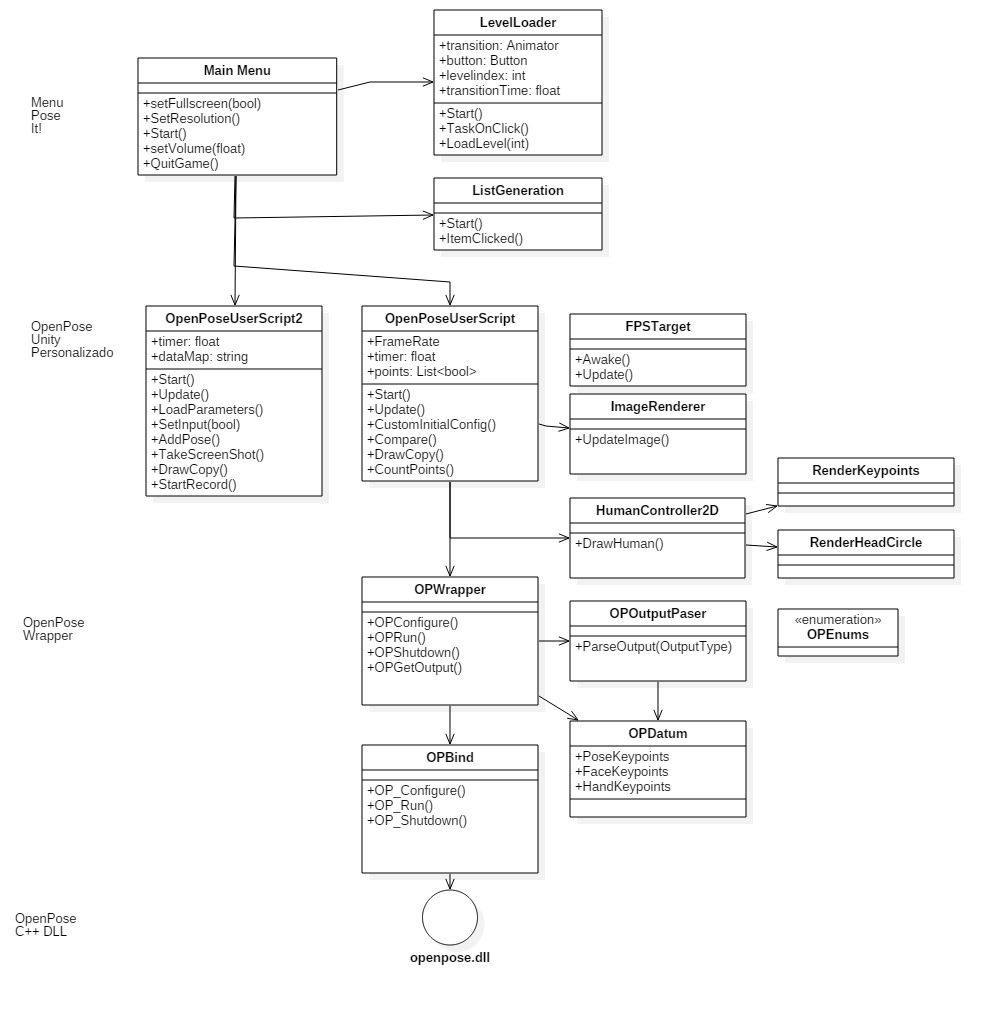 Menu
Pose
It!
Main Menu
+setFullscreen(bool)
+SetResolution()
+Start()
+setVolume(float)
+QuitGame()
LevelLoader
+transition: Animator
+button: Button
+levelindex: int
+transitionTime: float
+Start()
+TaskOnClick()
+LoadLevel(int)
ListGeneration
+Start()
+ItemClicked()
OpenPose
Unity
Personalizado
OpenPoseUserScript2
+timer: float
+dataMap: string
+Start()
+Update()
+LoadParameters()
+SetInput(bool)
+AddPose()
+TakeScreenShot()
+DrawCopy()
+StartRecord()
OpenPoseUserScript
+FrameRate
+timer: float
+points: List<bool>
+Start()
+Update()
+CustomInitialConfig()
+Compare()
+DrawCopy()
+CountPoints()
FPSTarget
+Awake()
+Update()
ImageRenderer
+UpdateImage()
HumanController2D
+DrawHuman()
RenderKeypoints
RenderHeadCircle
OpenPose
Wrapper
OPWrapper
+OPConfigure()
+OPRun()
+OPShutdown()
+OPGetOutput()
OPOutputPaser
+ParseOutput(OutputType)
«enumeration»
OPEnums
OPDatum
+PoseKeypoints
+FaceKeypoints
+HandKeypoints
OPBind
+OP_Configure()
+OP_Run()
+OP_Shutdown()
OpenPose
C++ DLL
openpose.dll